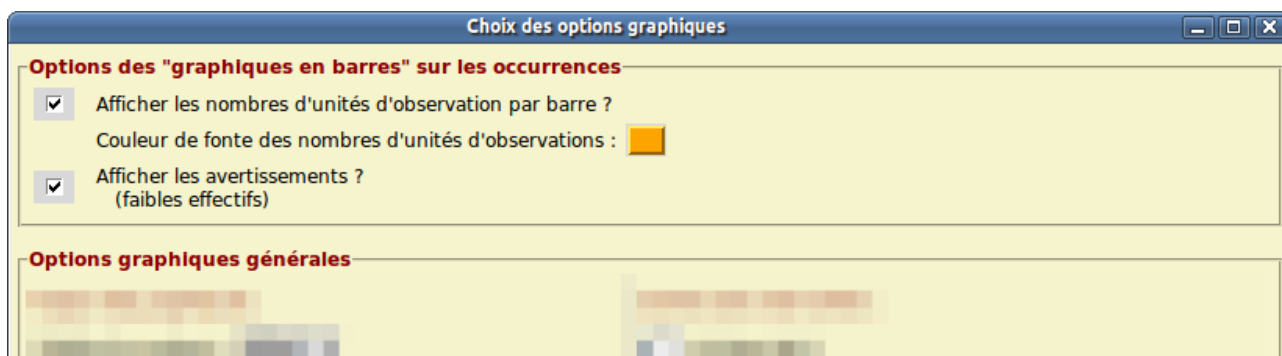 Choix des options graphiques
Options des "graphiques en barres" sur les occurrences
Afficher les nombres d'unités d'observation par barre ?
Couleur de fonte des nombres d'unités d'observations :
Afficher les avertissements ?
(faibles effectifs)
Options graphiques générales